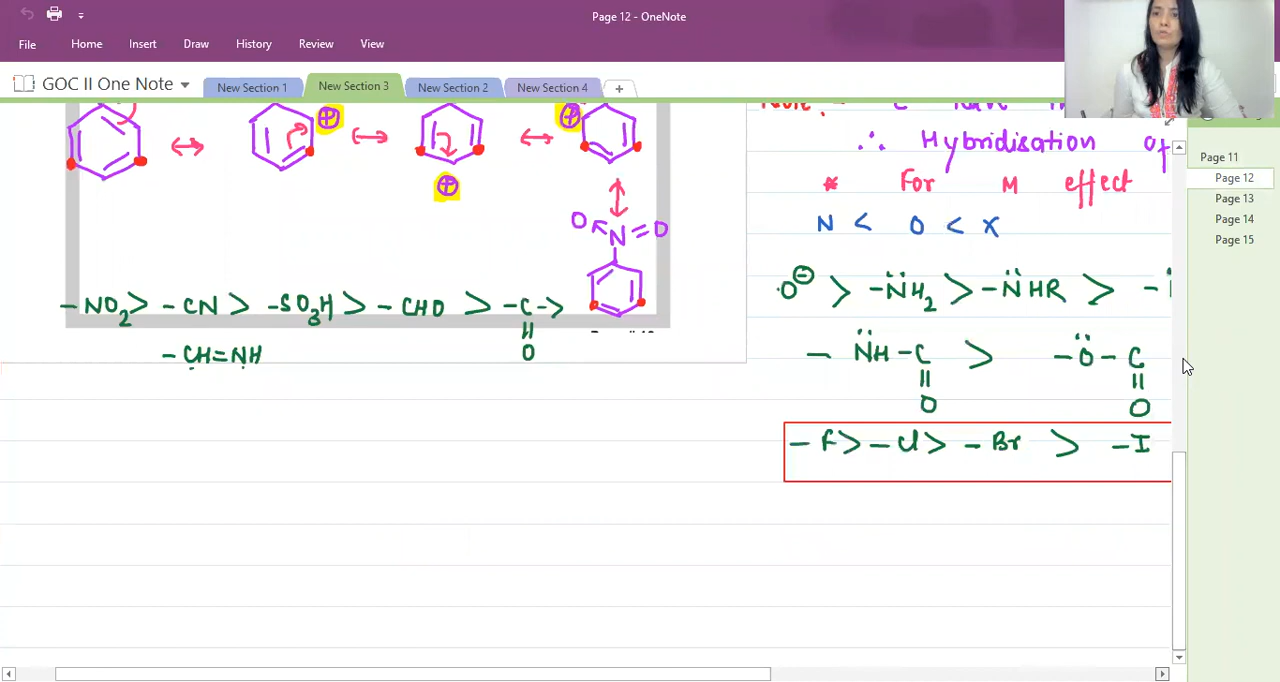 Page 12 - OneNote
File Home Insert Draw History Review View
GOC II One Note
New Section 1 New Section 3 New Section 2 New Section 4 +
Page 11
Page 12
Page 13
Page 14
Page 15
⊕ ⊕
⊕
O N = O
- NO2 > - CN > - SO3H > - CHO > - C - >
O
- CH = NH
∴ Hybridisation of
* For M effect
N < O < X
O⊖ > - NH2 > - NHR > -
- NH - C > - O - C
O O
- F > - Cl > - Br > - I